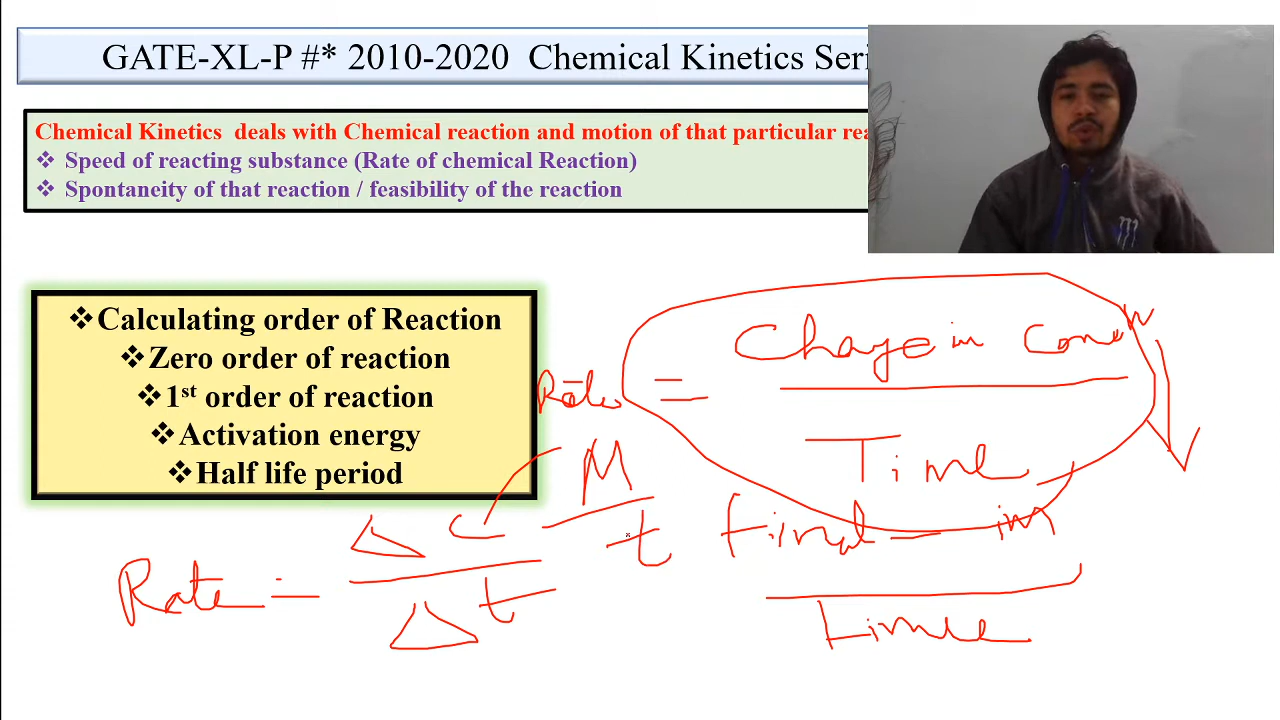 GATE-XL-P #* 2010-2020 Chemical Kinetics Seri
Chemical Kinetics deals with Chemical reaction and motion of that particular rea
❖ Speed of reacting substance (Rate of chemical Reaction)
❖ Spontaneity of that reaction / feasibility of the reaction
❖Calculating order of Reaction
❖Zero order of reaction
❖1st order of reaction
❖Activation energy
❖Half life period
Rate = Change in Concn
Time
M
t
final - in
time
Rate = Δ C
Δ t